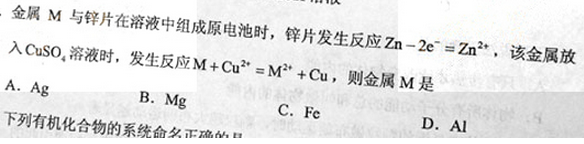 金属 M 与锌片在溶液中组成原电池时，锌片发生反应 Zn－2e⁻＝Zn²⁺，该金属放
入CuSO₄溶液时，发生反应M＋Cu²⁺＝M²⁺＋Cu，则金属 M 是
A．Ag B．Mg C．Fe D．Al
下列有机化合物的系统命名正确的是